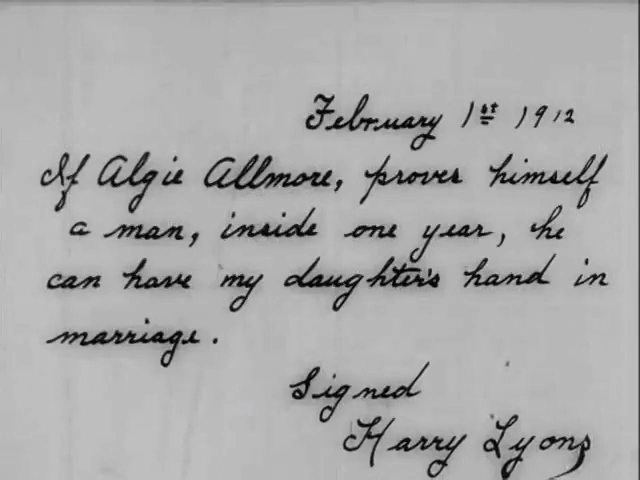 February 1st 1912
If Algie Allmore, proves himself
a man, inside one year, he
can have my daughter's hand in
marriage.
Signed
Harry Lyons